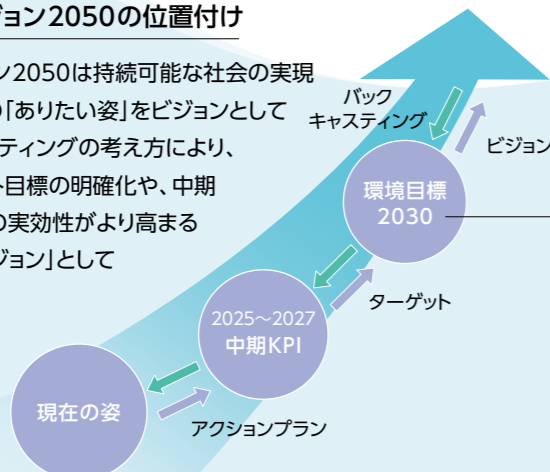 ジョン2050の位置付け
ン2050は持続可能な社会の実現
の「ありたい姿」をビジョンとして
ティングの考え方により、
ト目標の明確化や、中期
の実効性がより高まる
ジョン」として
バック
キャスティング
ビジョン
環境目標
2030
ターゲット
2025～2027
中期KPI
アクションプラン
現在の姿